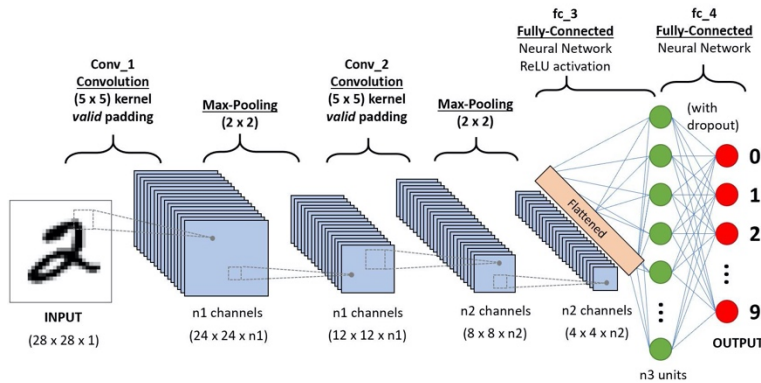 Conv_1
Convolution
(5 x 5) kernel
valid padding
Max-Pooling
(2 x 2)
Conv_2
Convolution
(5 x 5) kernel
valid padding
Max-Pooling
(2 x 2)
fc_3
Fully-Connected
Neural Network
ReLU activation
fc_4
Fully-Connected
Neural Network
(with
dropout)
Flattened
0
1
2
9
OUTPUT
2
INPUT
(28 x 28 x 1)
n1 channels
(24 x 24 x n1)
n1 channels
(12 x 12 x n1)
n2 channels
(8 x 8 x n2)
n2 channels
(4 x 4 x n2)
n3 units